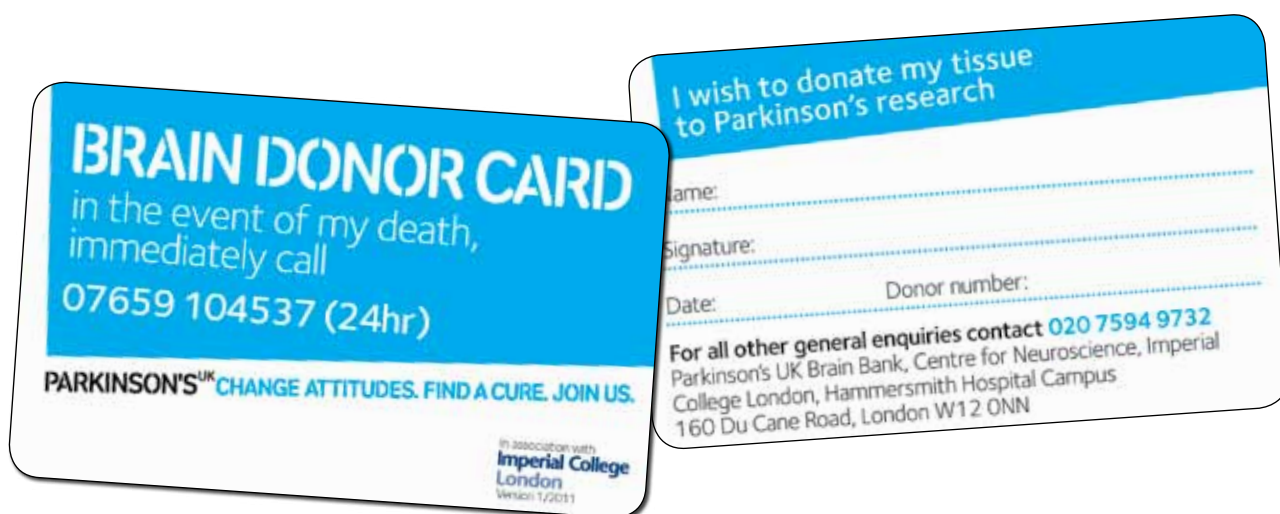 BRAIN DONOR CARD
in the event of my death,
immediately call
07659 104537 (24hr)
PARKINSON'S UK CHANGE ATTITUDES. FIND A CURE. JOIN US.
In association with
Imperial College
London
Version 1/2011
I wish to donate my tissue
to Parkinson's research
ame:
Signature:
Date: Donor number:
For all other general enquiries contact 020 7594 9732
Parkinson's UK Brain Bank, Centre for Neuroscience, Imperial
College London, Hammersmith Hospital Campus
160 Du Cane Road, London W12 0NN